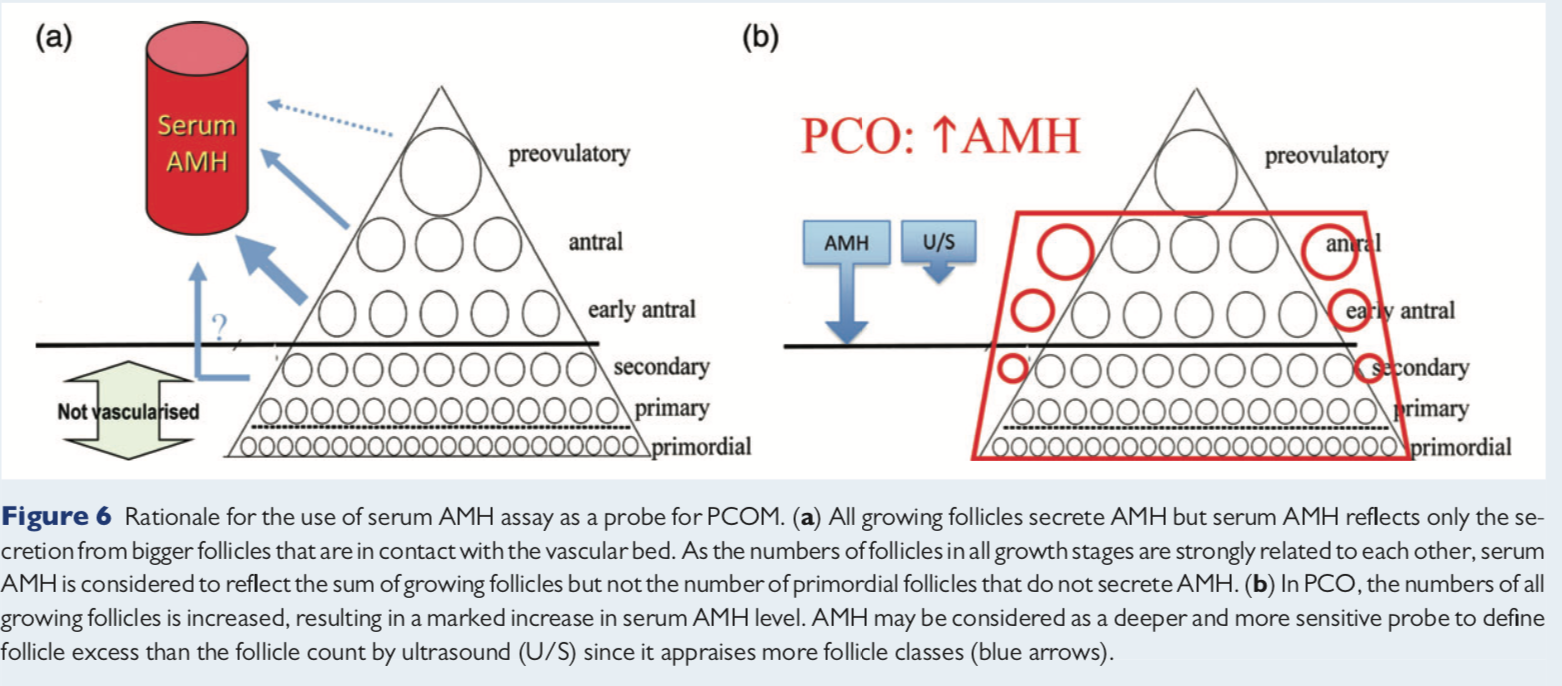 (a)
Serum
AMH
preovulatory
antral
early antral
?
secondary
Not vascularised
primary
primordial
(b)
PCO: ↑AMH
preovulatory
AMH
U/S
antral
early antral
secondary
primary
primordial
Figure 6 Rationale for the use of serum AMH assay as a probe for PCOM. (a) All growing follicles secrete AMH but serum AMH reflects only the se-
cretion from bigger follicles that are in contact with the vascular bed. As the numbers of follicles in all growth stages are strongly related to each other, serum
AMH is considered to reflect the sum of growing follicles but not the number of primordial follicles that do not secrete AMH. (b) In PCO, the numbers of all
growing follicles is increased, resulting in a marked increase in serum AMH level. AMH may be considered as a deeper and more sensitive probe to define
follicle excess than the follicle count by ultrasound (U/S) since it appraises more follicle classes (blue arrows).